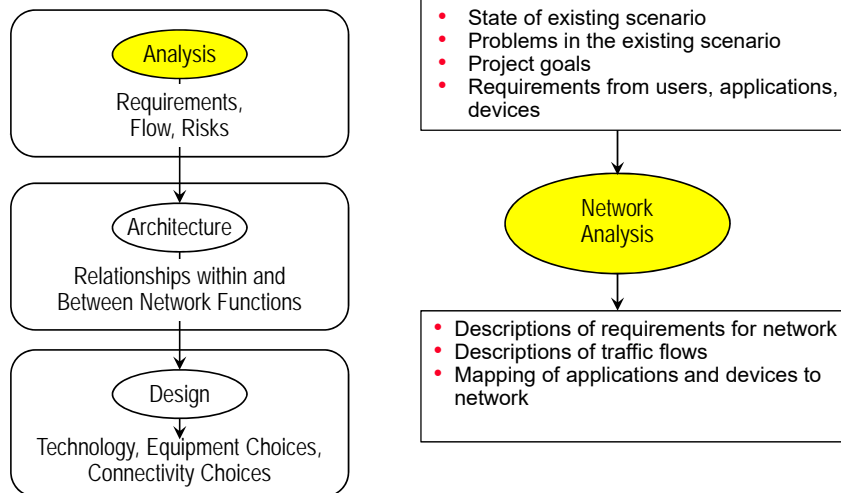 Analysis
Requirements,
Flow, Risks
Architecture
Relationships within and
Between Network Functions
Design
Technology, Equipment Choices,
Connectivity Choices
• State of existing scenario
• Problems in the existing scenario
• Project goals
• Requirements from users, applications,
devices
Network
Analysis
• Descriptions of requirements for network
• Descriptions of traffic flows
• Mapping of applications and devices to
network